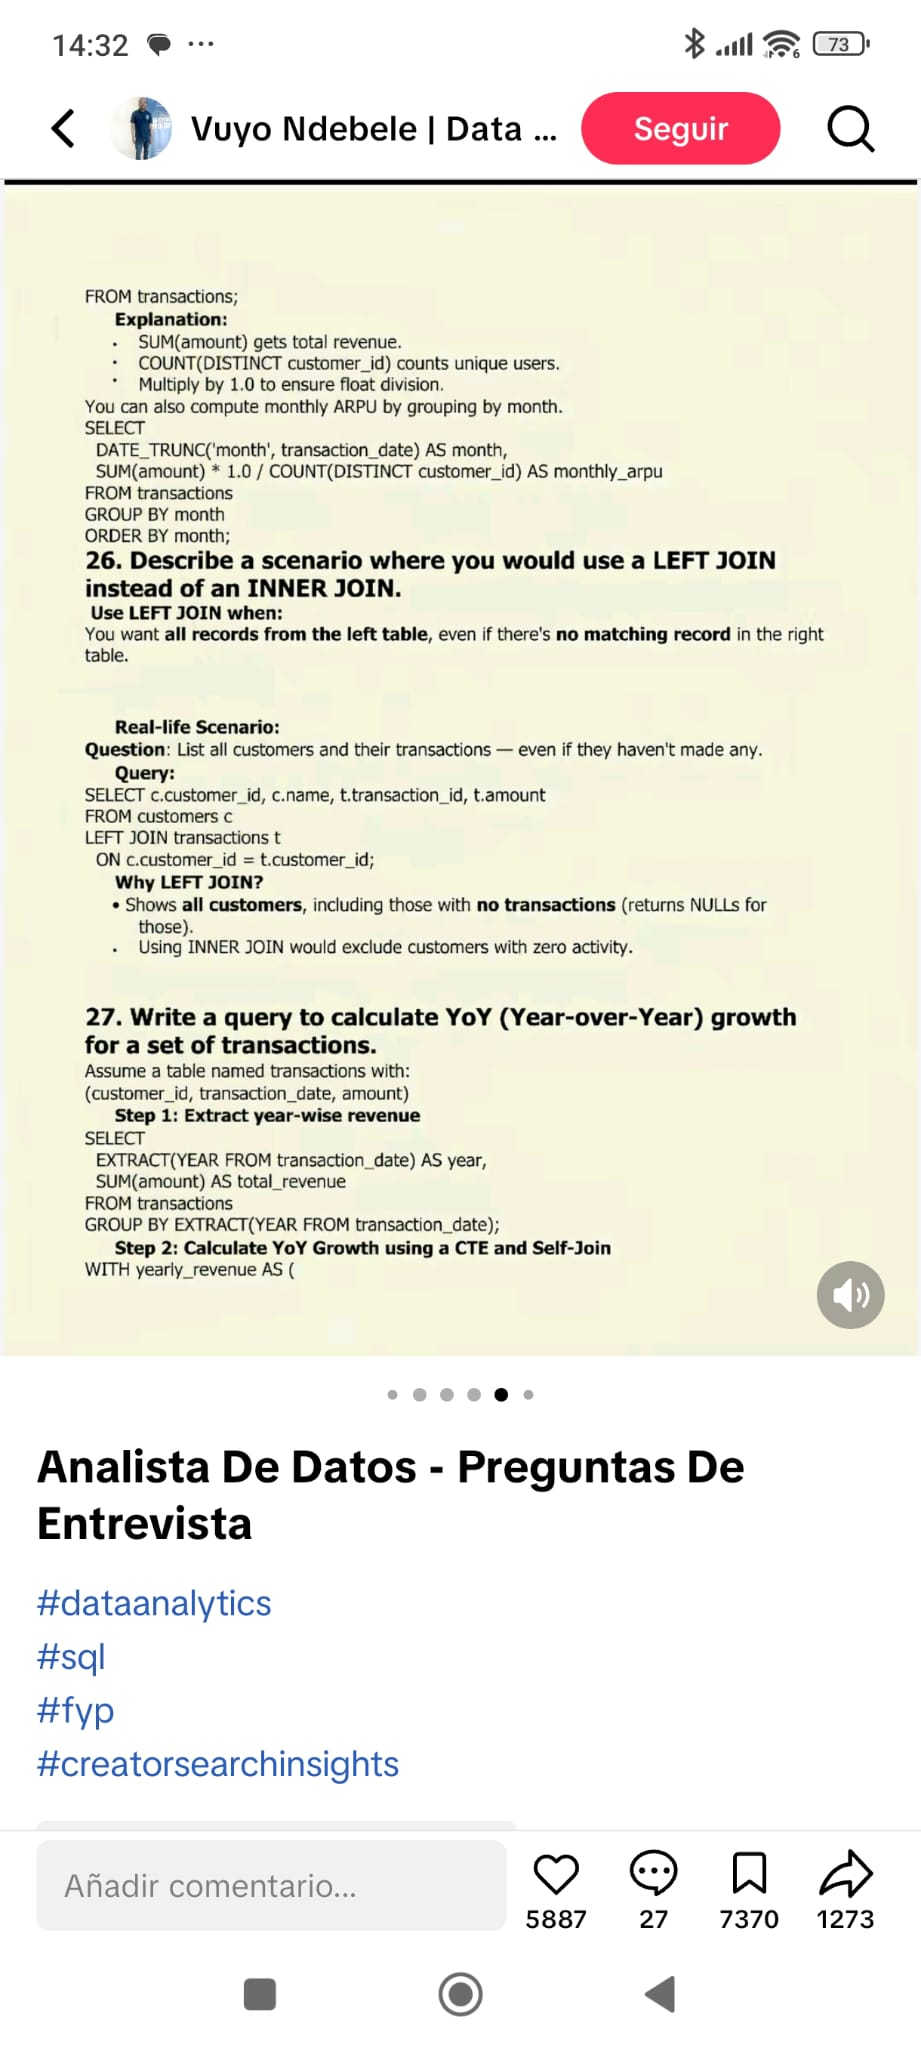 14:32
73
Vuyo Ndebele | Data ...
Seguir
FROM transactions;
Explanation:
• SUM(amount) gets total revenue.
• COUNT(DISTINCT customer_id) counts unique users.
• Multiply by 1.0 to ensure float division.
You can also compute monthly ARPU by grouping by month.
SELECT
DATE_TRUNC('month', transaction_date) AS month,
SUM(amount) * 1.0 / COUNT(DISTINCT customer_id) AS monthly_arpu
FROM transactions
GROUP BY month
ORDER BY month;
26. Describe a scenario where you would use a LEFT JOIN
instead of an INNER JOIN.
Use LEFT JOIN when:
You want all records from the left table, even if there's no matching record in the right
table.
Real-life Scenario:
Question: List all customers and their transactions — even if they haven't made any.
Query:
SELECT c.customer_id, c.name, t.transaction_id, t.amount
FROM customers c
LEFT JOIN transactions t
ON c.customer_id = t.customer_id;
Why LEFT JOIN?
• Shows all customers, including those with no transactions (returns NULLs for
those).
• Using INNER JOIN would exclude customers with zero activity.
27. Write a query to calculate YoY (Year-over-Year) growth
for a set of transactions.
Assume a table named transactions with:
(customer_id, transaction_date, amount)
Step 1: Extract year-wise revenue
SELECT
EXTRACT(YEAR FROM transaction_date) AS year,
SUM(amount) AS total_revenue
FROM transactions
GROUP BY EXTRACT(YEAR FROM transaction_date);
Step 2: Calculate YoY Growth using a CTE and Self-Join
WITH yearly_revenue AS (
Analista De Datos - Preguntas De
Entrevista
#dataanalytics
#sql
#fyp
#creatorsearchinsights
Añadir comentario...
5887
27
7370
1273